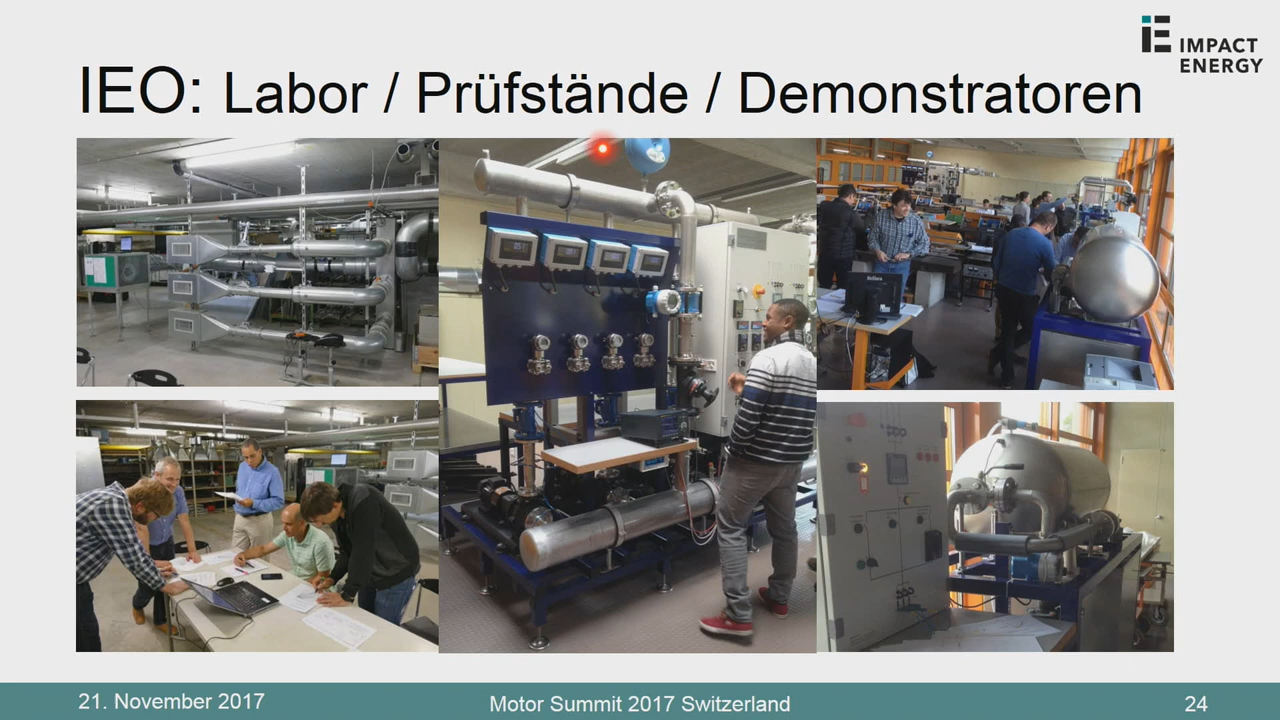 IMPACT
ENERGY
IEO: Labor / Prüfstände / Demonstratoren
21. November 2017
Motor Summit 2017 Switzerland
24